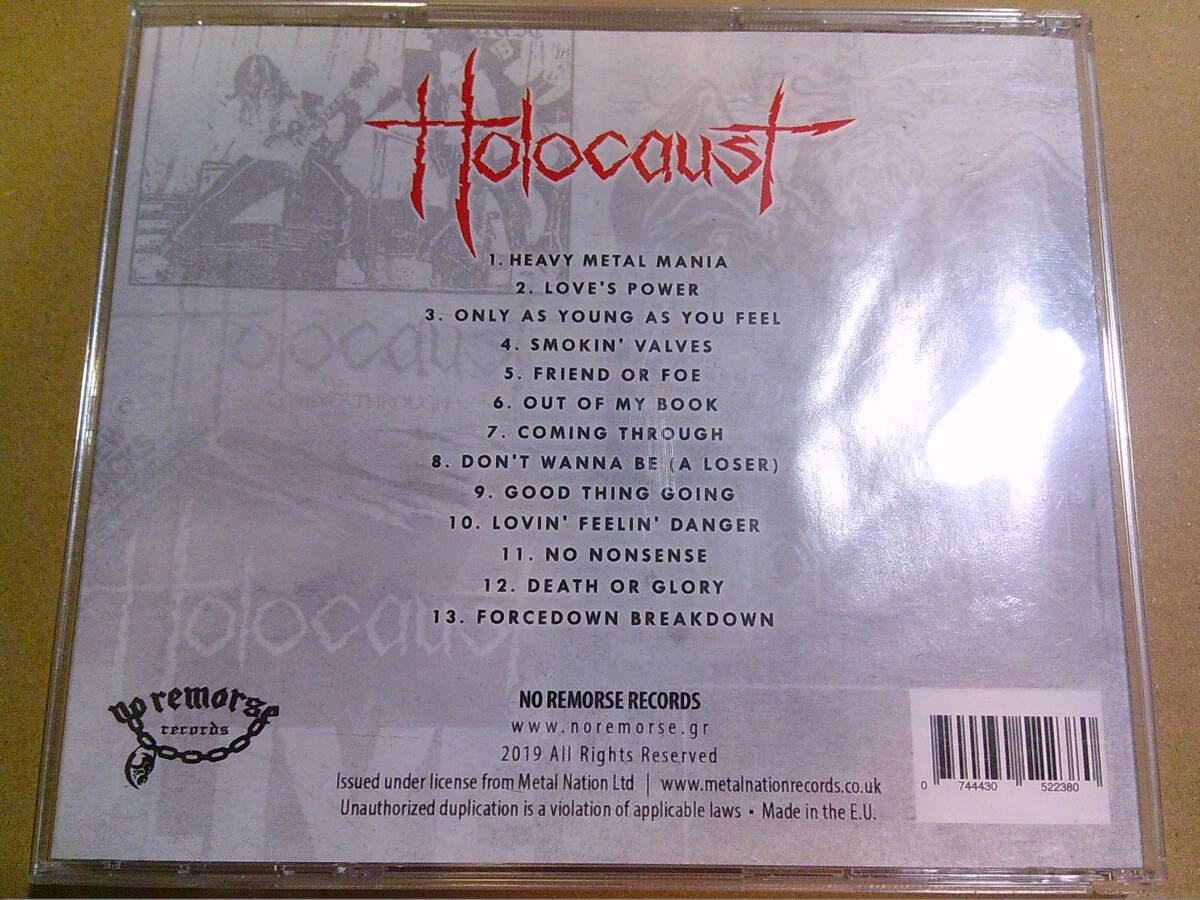 Holocaust
1. HEAVY METAL MANIA
2. LOVE'S POWER
3. ONLY AS YOUNG AS YOU FEEL
4. SMOKIN' VALVES
5. FRIEND OR FOE
6. OUT OF MY BOOK
7. COMING THROUGH
8. DON'T WANNA BE (A LOSER)
9. GOOD THING GOING
10. LOVIN' FEELIN' DANGER
11. NO NONSENSE
12. DEATH OR GLORY
13. FORCEDOWN BREAKDOWN
Holocaus
Holocaust
no remorse
records
NO REMORSE RECORDS
www.noremorse.gr
2019 All Rights Reserved
Issued under license from Metal Nation Ltd | www.metalnationrecords.co.uk
Unauthorized duplication is a violation of applicable laws • Made in the E.U.
0 744430 522380